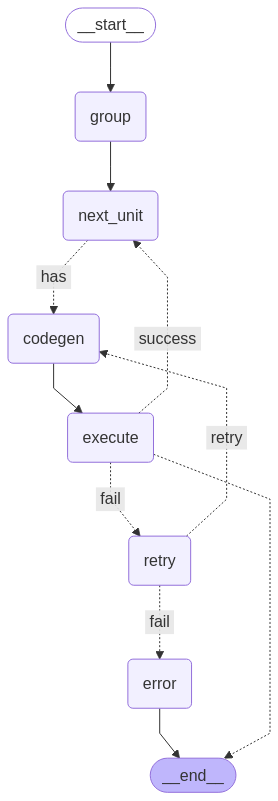 __start__
group
next_unit
has
codegen
success
execute
retry
fail
retry
fail
error
__end__